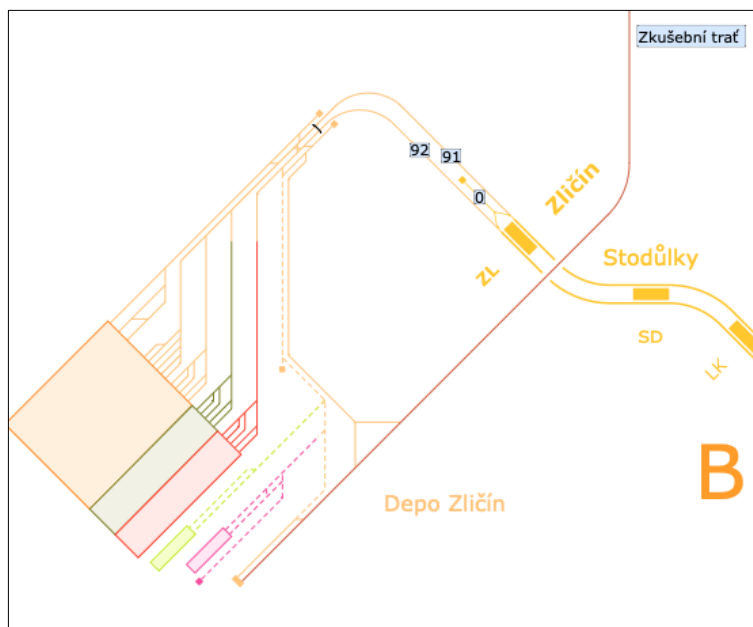 Zkušební trať
92
91
0
Zličín
ZL
Stodůlky
SD
LK
B
Depo Zličín